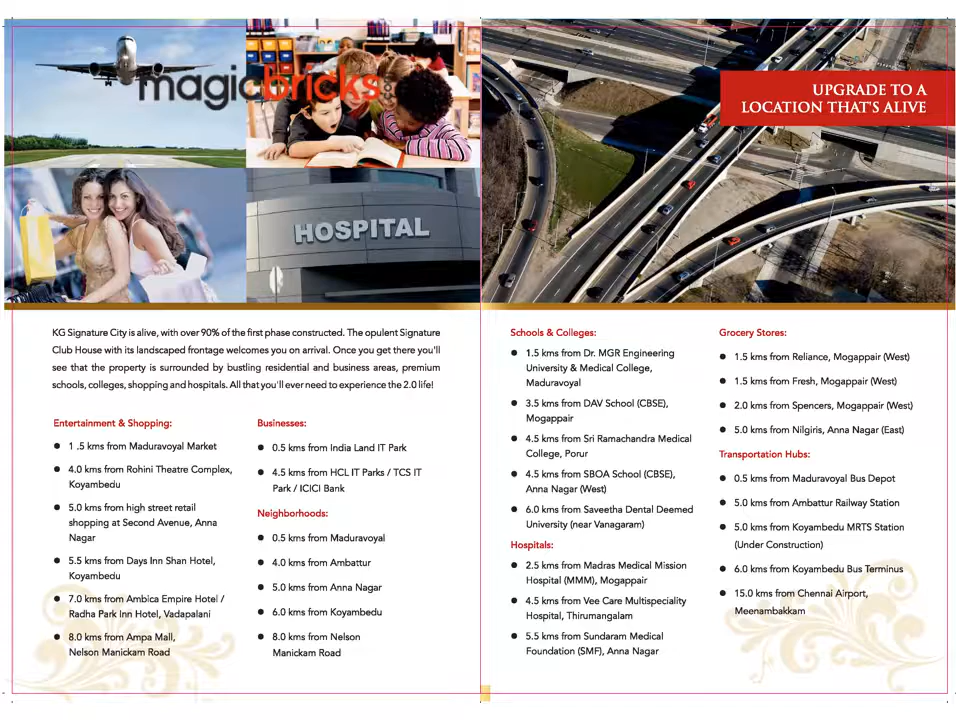 magicbricks
UPGRADE TO A
LOCATION THAT'S ALIVE
HOSPITAL
KG Signature City is alive, with over 90% of the first phase constructed. The opulent Signature
Club House with its landscaped frontage welcomes you on arrival. Once you get there you'll
see that the property is surrounded by bustling residential and business areas, premium
schools, colleges, shopping and hospitals. All that you'll ever need to experience the 2.0 life!
Entertainment & Shopping:
● 1 .5 kms from Maduravoyal Market
● 4.0 kms from Rohini Theatre Complex,
Koyambedu
● 5.0 kms from high street retail
shopping at Second Avenue, Anna
Nagar
● 5.5 kms from Days Inn Shan Hotel,
Koyambedu
● 7.0 kms from Ambica Empire Hotel /
Radha Park Inn Hotel, Vadapalani
● 8.0 kms from Ampa Mall,
Nelson Manickam Road
Businesses:
● 0.5 kms from India Land IT Park
● 4.5 kms from HCL IT Parks / TCS IT
Park / ICICI Bank
Neighborhoods:
● 0.5 kms from Maduravoyal
● 4.0 kms from Ambattur
● 5.0 kms from Anna Nagar
● 6.0 kms from Koyambedu
● 8.0 kms from Nelson
Manickam Road
Schools & Colleges:
● 1.5 kms from Dr. MGR Engineering
University & Medical College,
Maduravoyal
● 3.5 kms from DAV School (CBSE),
Mogappair
● 4.5 kms from Sri Ramachandra Medical
College, Porur
● 4.5 kms from SBOA School (CBSE),
Anna Nagar (West)
● 6.0 kms from Saveetha Dental Deemed
University (near Vanagaram)
Hospitals:
● 2.5 kms from Madras Medical Mission
Hospital (MMM), Mogappair
● 4.5 kms from Vee Care Multispeciality
Hospital, Thirumangalam
● 5.5 kms from Sundaram Medical
Foundation (SMF), Anna Nagar
Grocery Stores:
● 1.5 kms from Reliance, Mogappair (West)
● 1.5 kms from Fresh, Mogappair (West)
● 2.0 kms from Spencers, Mogappair (West)
● 5.0 kms from Nilgiris, Anna Nagar (East)
Transportation Hubs:
● 0.5 kms from Maduravoyal Bus Depot
● 5.0 kms from Ambattur Railway Station
● 5.0 kms from Koyambedu MRTS Station
(Under Construction)
● 6.0 kms from Koyambedu Bus Terminus
● 15.0 kms from Chennai Airport,
Meenambakkam